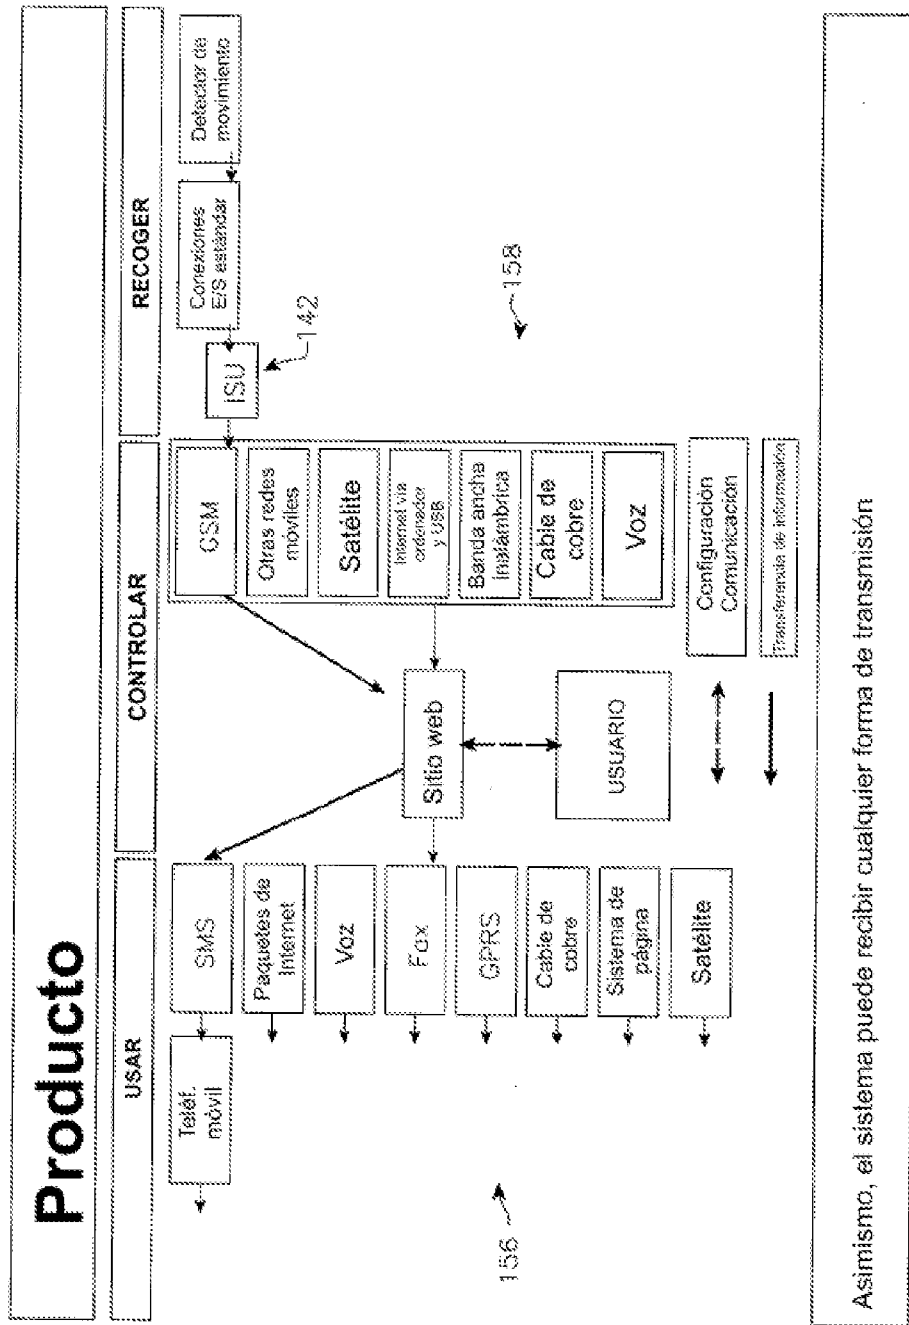 Producto
USAR
CONTROLAR
RECOGER
Teléf.
móvil
SMS
Paquetes de
Internet
Voz
Fax
GPRS
Cable de
cobre
Sistema de
página
Satélite
Sitio web
USUARIO
GSM
Otras redes
móviles
Satélite
Internet vía
ordenador
y USB
Banda ancha
inalámbrica
Cable de
cobre
Voz
ISU
142
Conexiones
E/S estándar
Detector de
movimiento
156
158
Configuración
Comunicación
Transferencia de información
Asimismo, el sistema puede recibir cualquier forma de transmisión